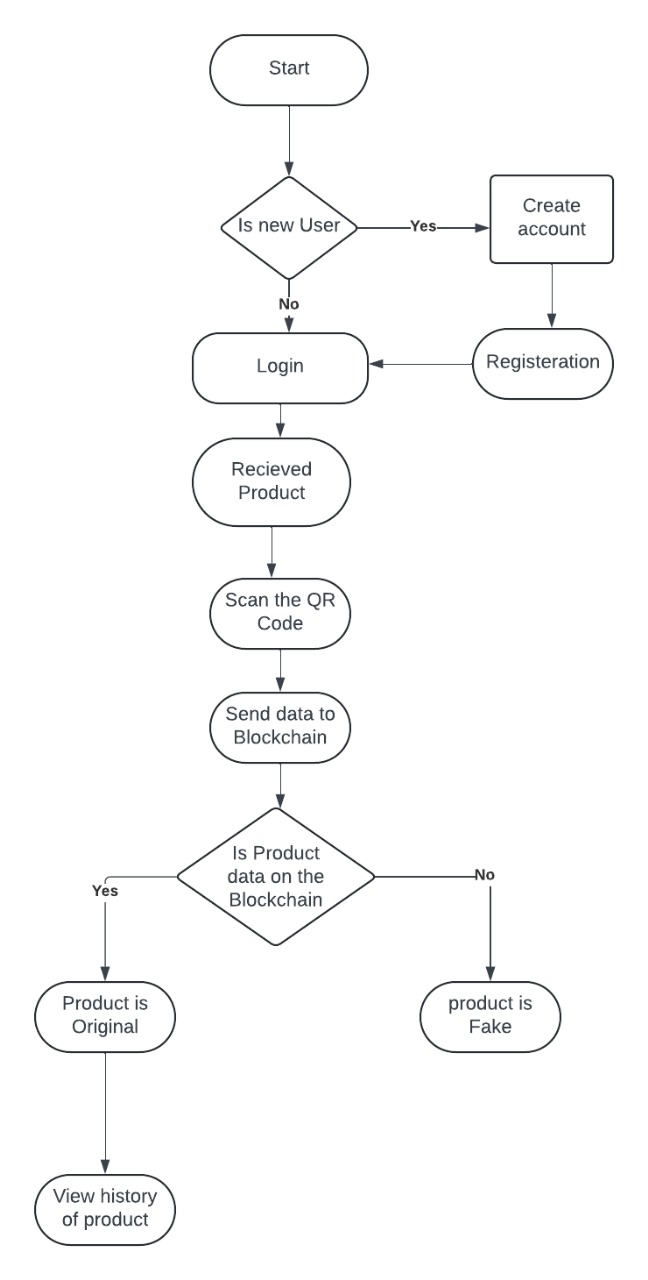 Start
Is new User
Yes
Create
account
No
Login
Registeration
Recieved
Product
Scan the QR
Code
Send data to
Blockchain
Is Product
data on the
Blockchain
Yes
No
Product is
Original
product is
Fake
View history
of product